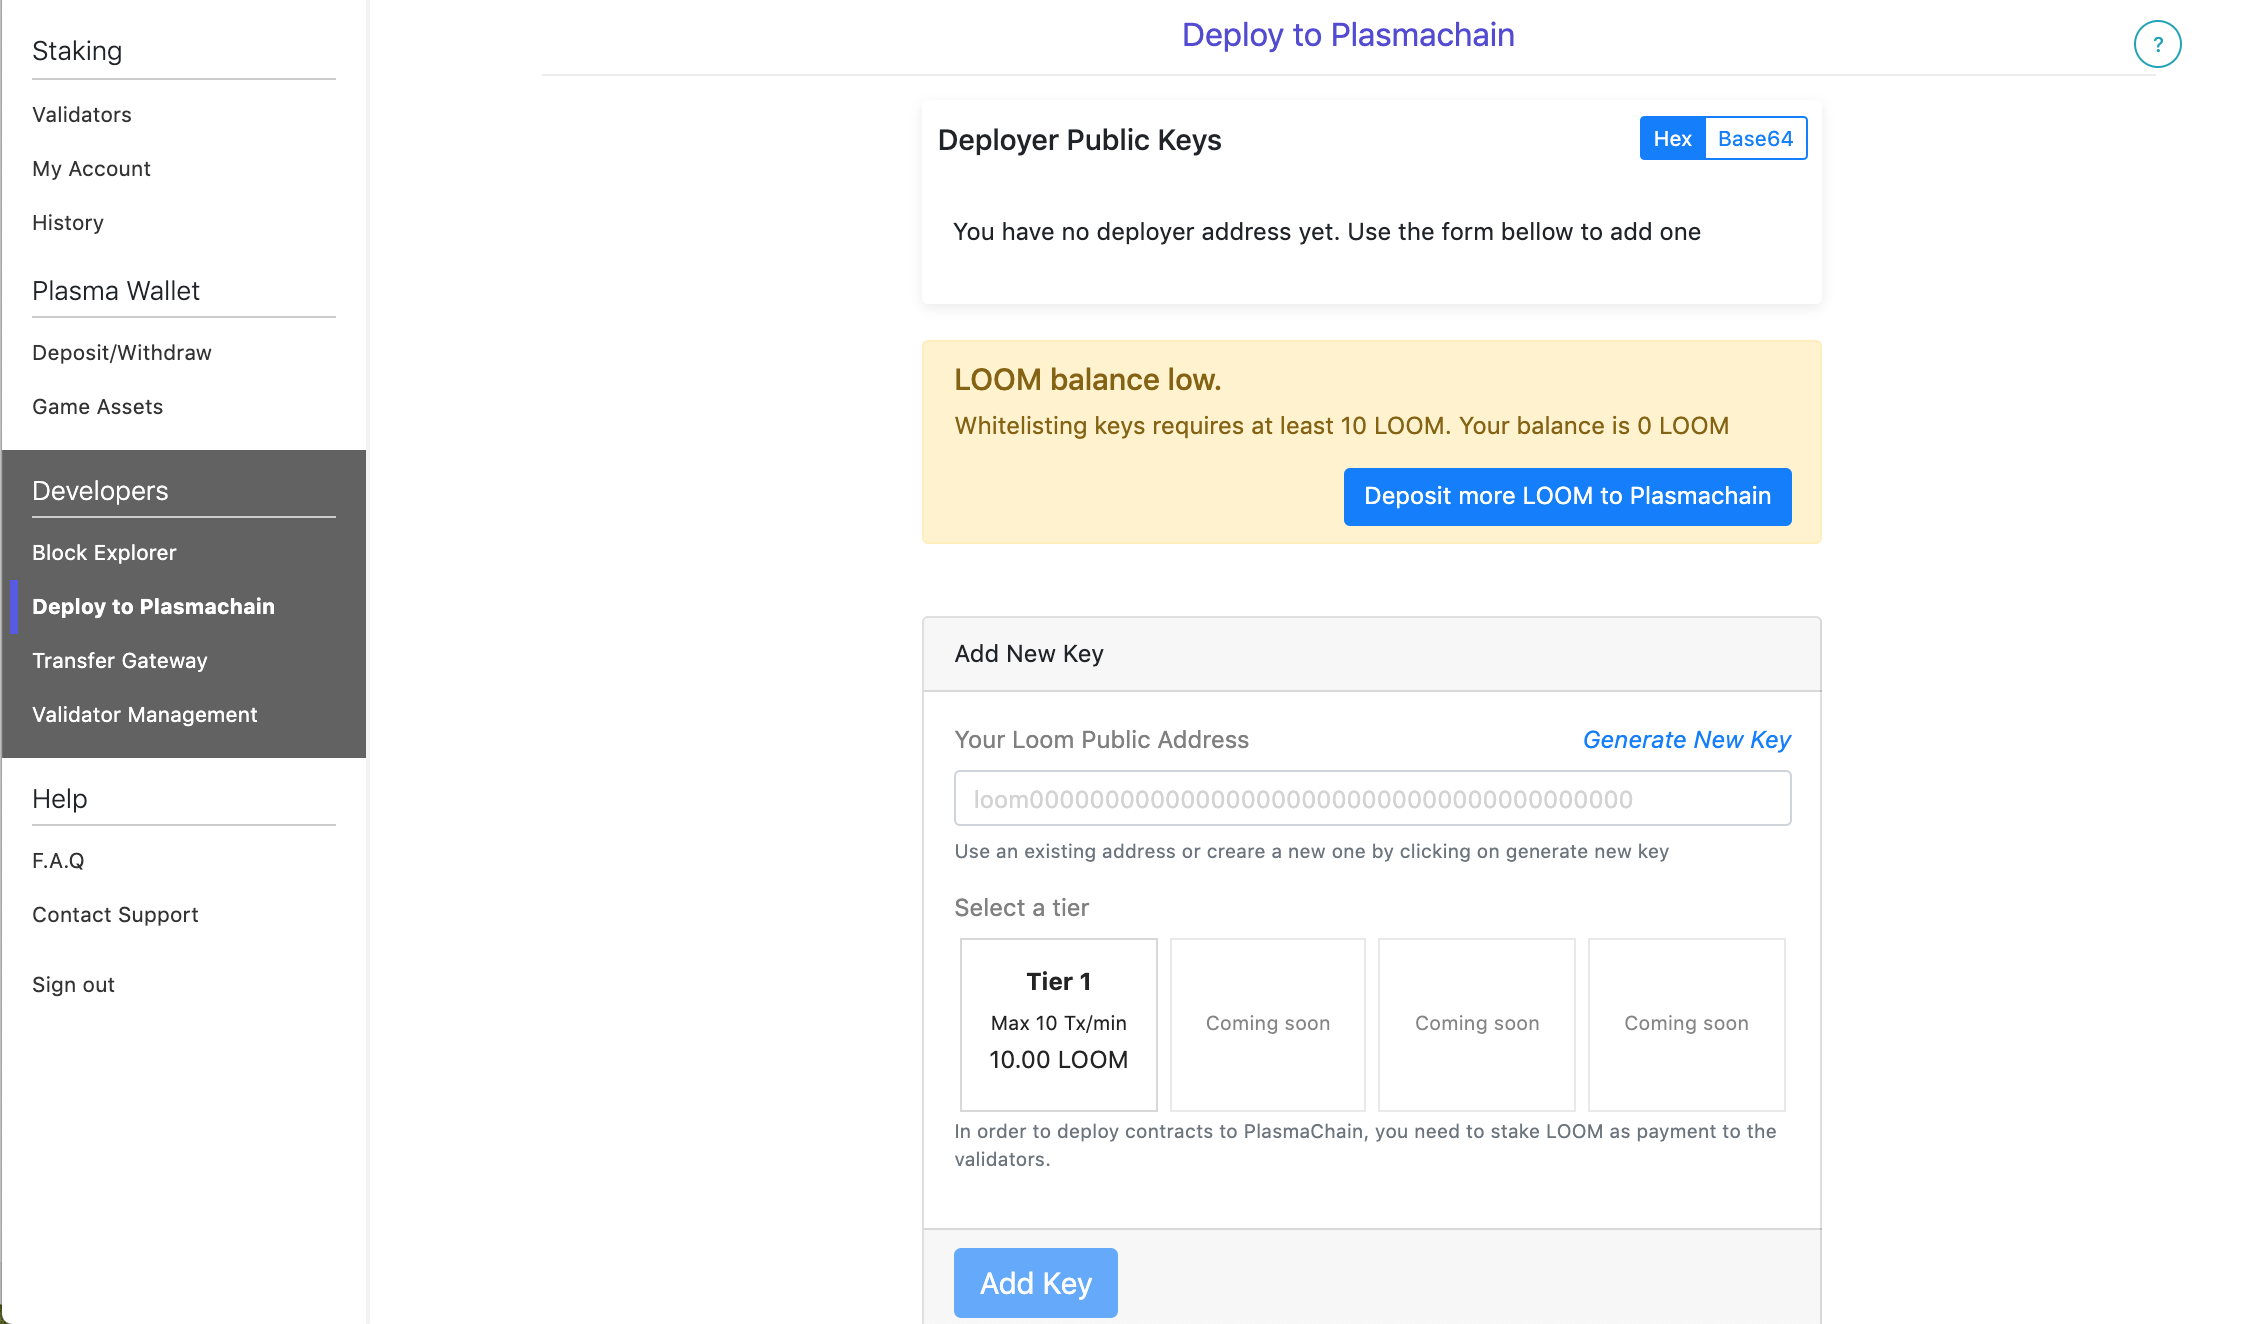 Staking
Validators
My Account
History
Plasma Wallet
Deposit/Withdraw
Game Assets
Developers
Block Explorer
Deploy to Plasmachain
Transfer Gateway
Validator Management
Help
F.A.Q
Contact Support
Sign out
Deploy to Plasmachain
?
Deployer Public Keys
Hex Base64
You have no deployer address yet. Use the form bellow to add one
LOOM balance low.
Whitelisting keys requires at least 10 LOOM. Your balance is 0 LOOM
Deposit more LOOM to Plasmachain
Add New Key
Your Loom Public Address Generate New Key
loom0000000000000000000000000000000000000000
Use an existing address or creare a new one by clicking on generate new key
Select a tier
Tier 1
Max 10 Tx/min
10.00 LOOM
Coming soon
Coming soon
Coming soon
In order to deploy contracts to PlasmaChain, you need to stake LOOM as payment to the
validators.
Add Key